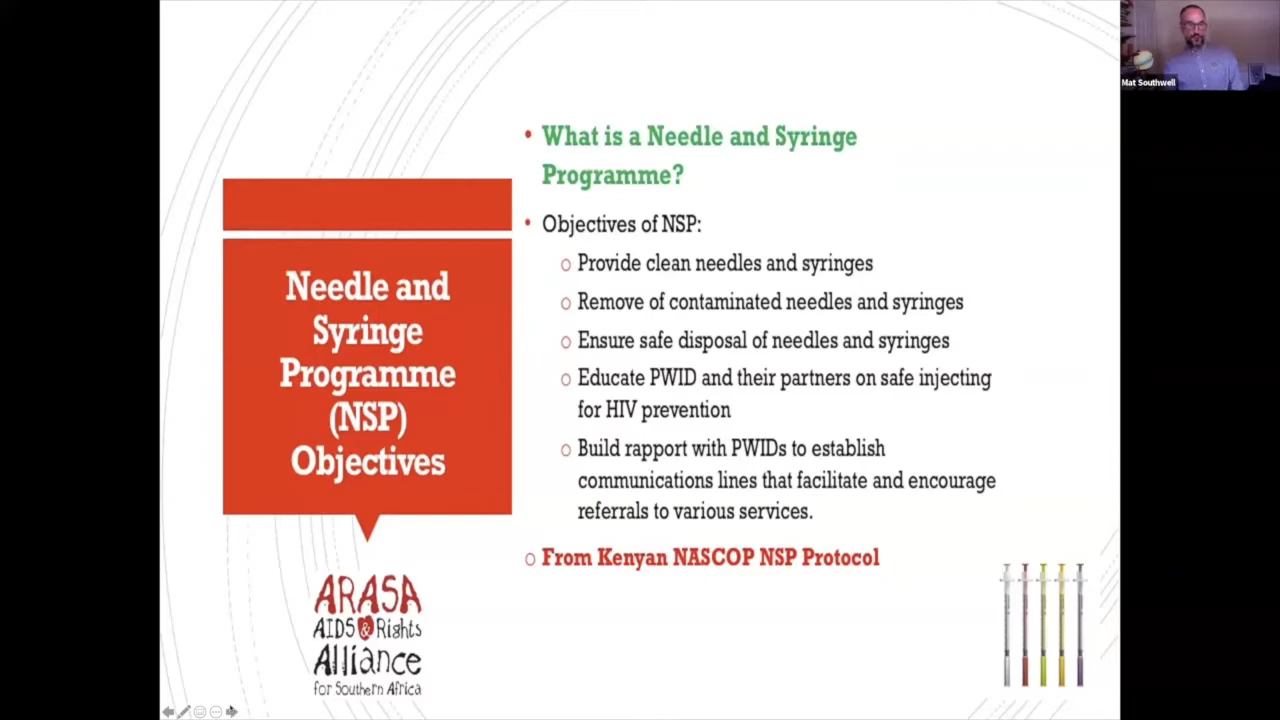 What is a Needle and Syringe
Programme?
Objectives of NSP:
Provide clean needles and syringes
Remove of contaminated needles and syringes
Ensure safe disposal of needles and syringes
Educate PWID and their partners on safe injecting
for HIV prevention
Build rapport with PWIDs to establish
communications lines that facilitate and encourage
referrals to various services.
From Kenyan NASCOP NSP Protocol
Needle and
Syringe
Programme
(NSP)
Objectives
ARASA
AIDS & Rights
Alliance
for Southern Africa
Mat Southwell